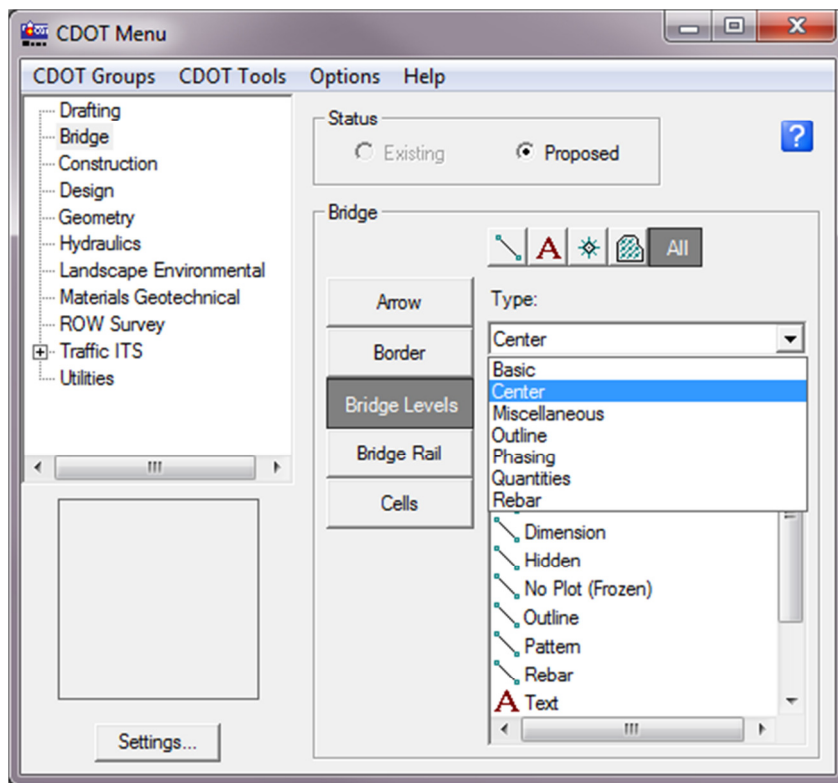 CDOT Menu
CDOT Groups CDOT Tools Options Help
Drafting
Bridge
Construction
Design
Geometry
Hydraulics
Landscape Environmental
Materials Geotechnical
ROW Survey
Traffic ITS
Utilities
Settings...
Status
Existing Proposed
?
Bridge
A All
Arrow
Border
Bridge Levels
Bridge Rail
Cells
Type:
Center
Basic
Center
Miscellaneous
Outline
Phasing
Quantities
Rebar
Dimension
Hidden
No Plot (Frozen)
Outline
Pattern
Rebar
A Text